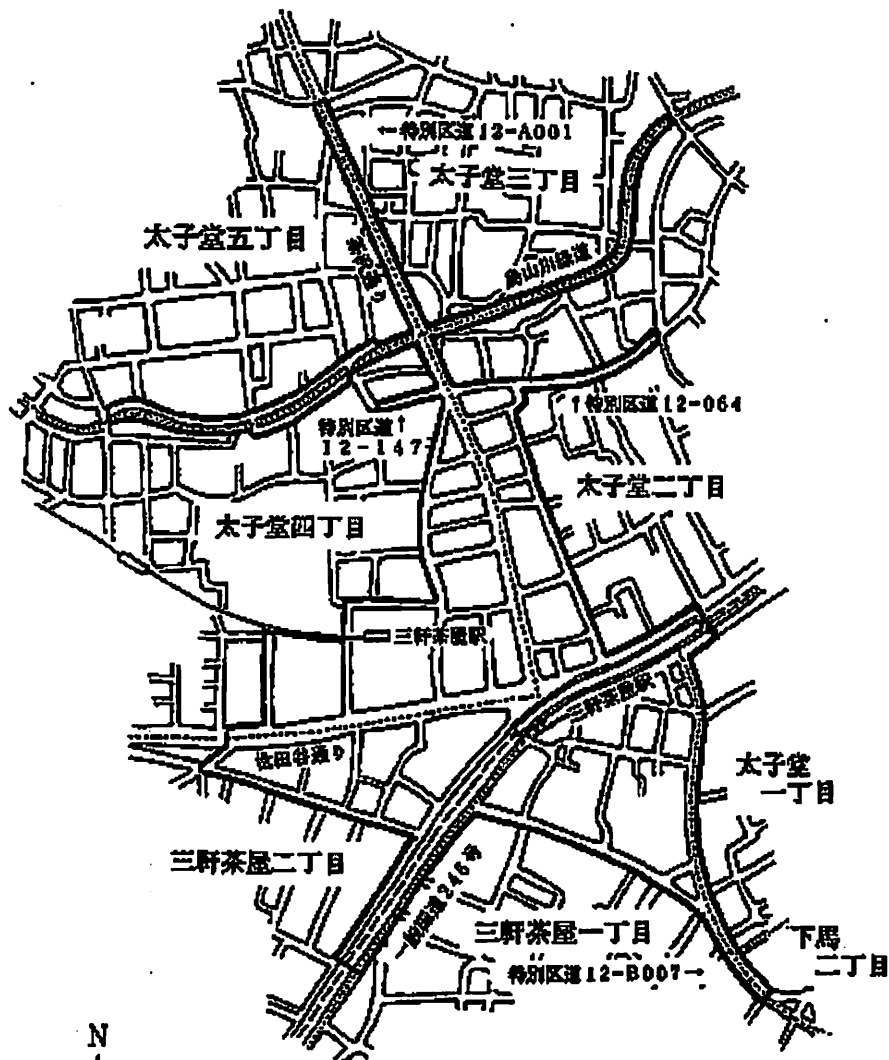 ←特別区道12-A001
太子堂三丁目
太子堂五丁目
茶沢通り
烏山川緑道
特別区道↑
12-147
↑特別区道12-064
太子堂二丁目
太子堂四丁目
三軒茶屋駅
三軒茶屋駅
世田谷通り
太子堂
一丁目
三軒茶屋二丁目
一般国道246号
三軒茶屋一丁目
下馬
二丁目
特別区道12-B007→
N